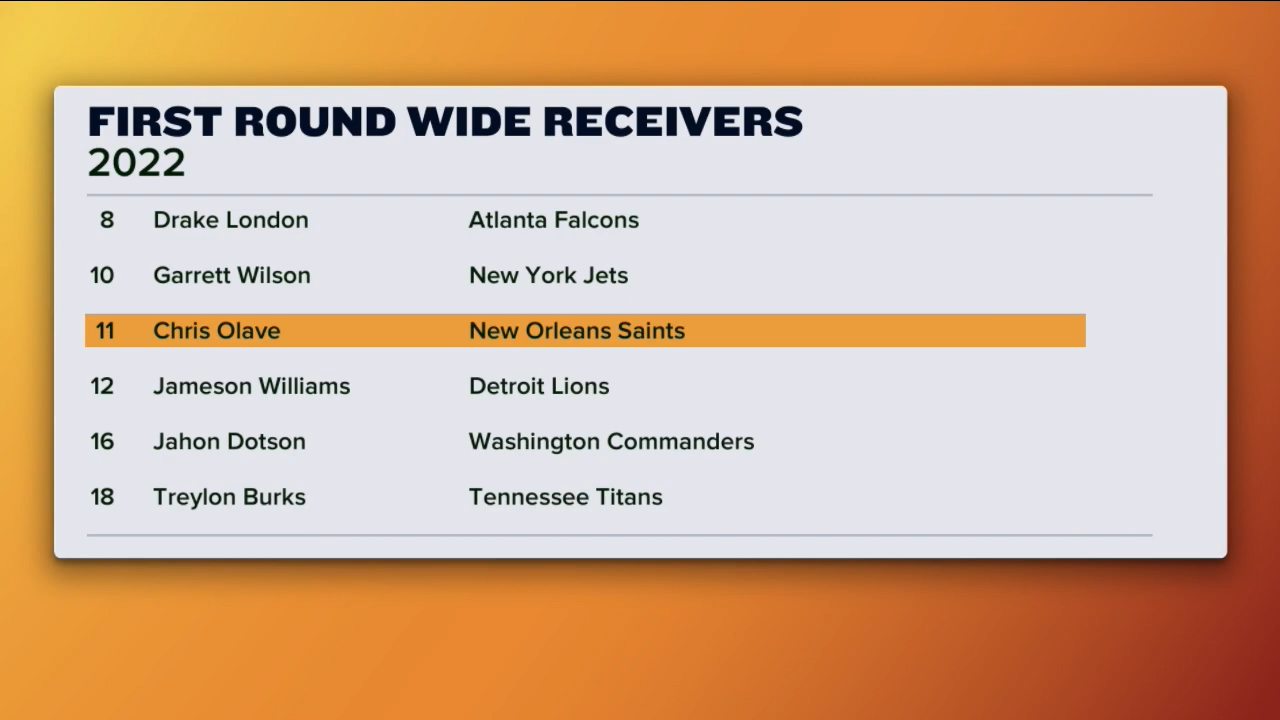 FIRST ROUND WIDE RECEIVERS
2022
8 Drake London Atlanta Falcons
10 Garrett Wilson New York Jets
11 Chris Olave New Orleans Saints
12 Jameson Williams Detroit Lions
16 Jahon Dotson Washington Commanders
18 Treylon Burks Tennessee Titans